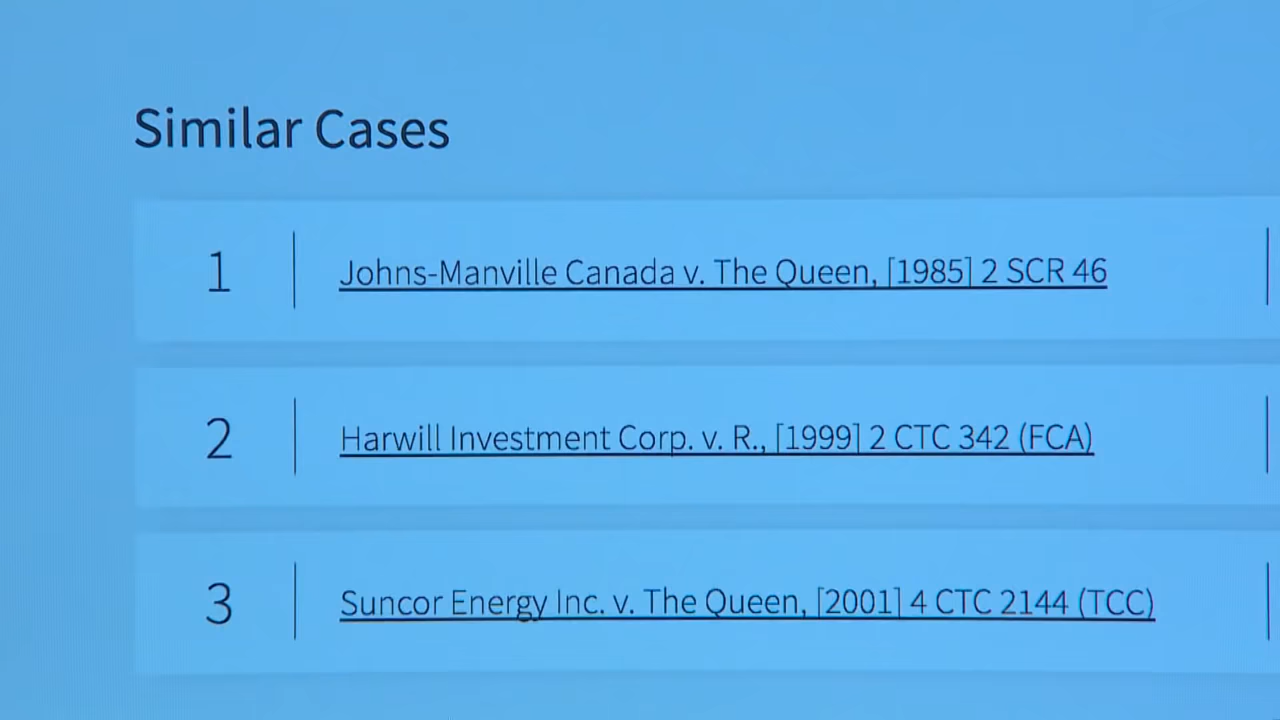 Similar Cases
1 Johns-Manville Canada v. The Queen, [1985] 2 SCR 46
2 Harwill Investment Corp. v. R., [1999] 2 CTC 342 (FCA)
3 Suncor Energy Inc. v. The Queen, [2001] 4 CTC 2144 (TCC)